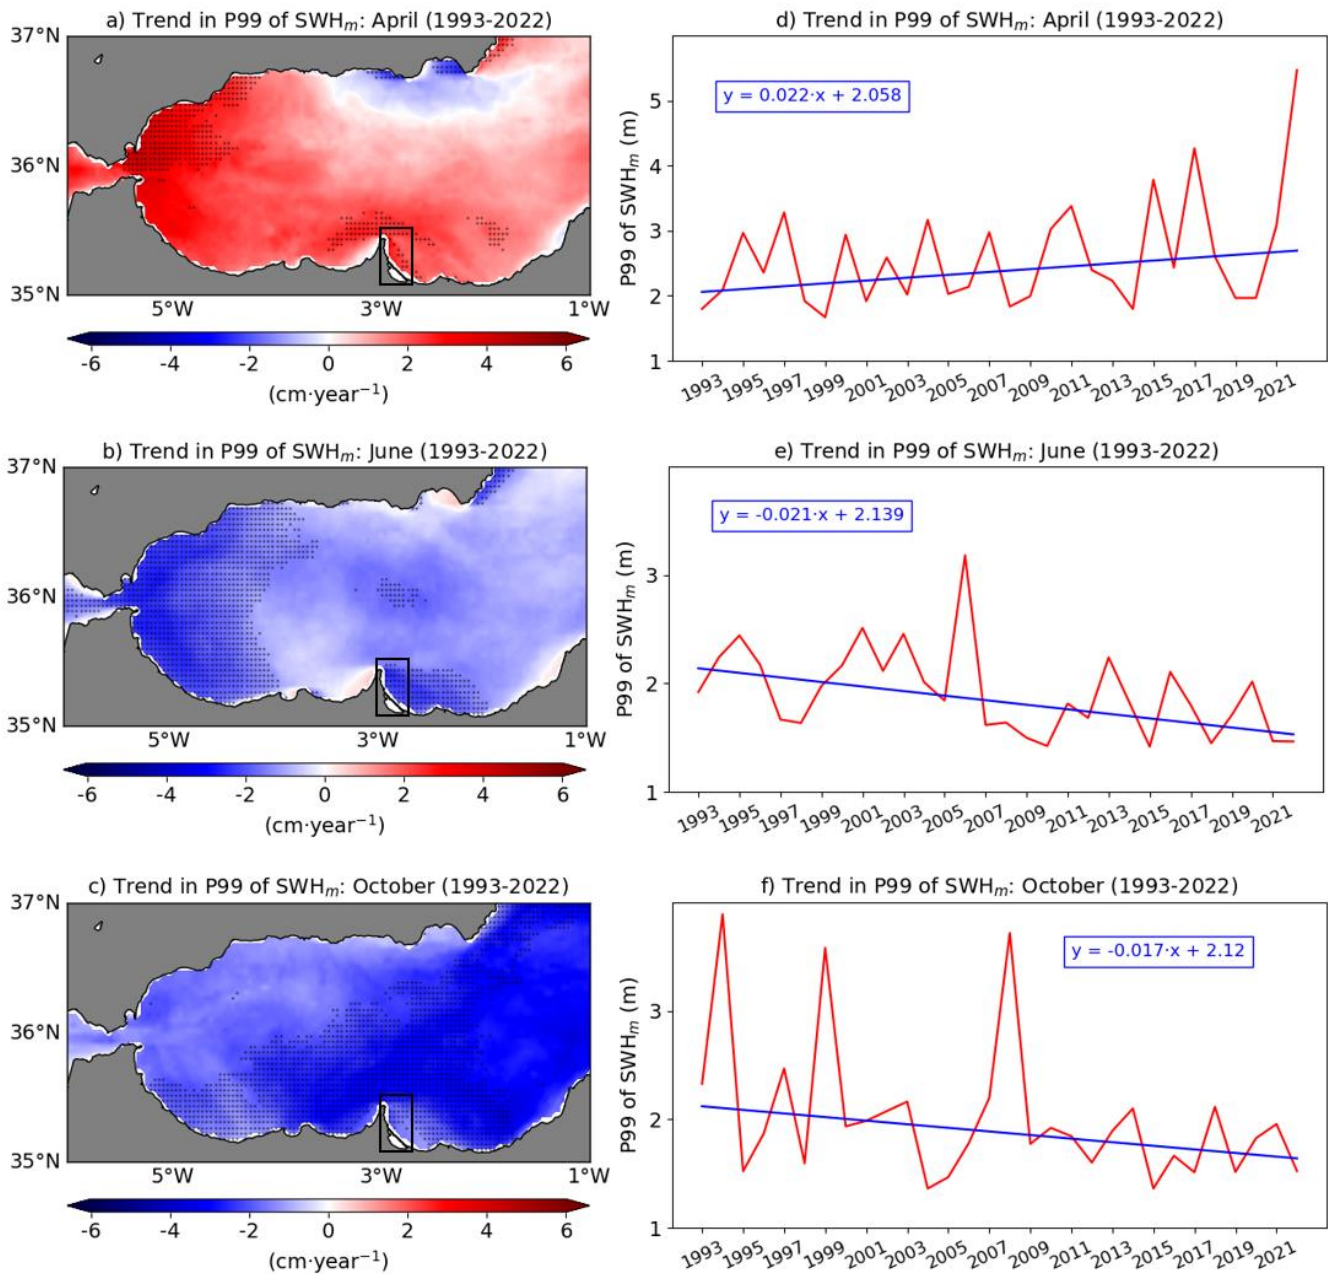 a) Trend in P99 of SWHm: April (1993-2022)
37°N
36°N
35°N
5°W
3°W
1°W
-6 -4 -2 0 2 4 6
(cm·year⁻¹)
d) Trend in P99 of SWHm: April (1993-2022)
y = 0.022·x + 2.058
P99 of SWHm (m)
5
4
3
2
1
1993 1995 1997 1999 2001 2003 2005 2007 2009 2011 2013 2015 2017 2019 2021
b) Trend in P99 of SWHm: June (1993-2022)
37°N
36°N
35°N
5°W
3°W
1°W
-6 -4 -2 0 2 4 6
(cm·year⁻¹)
e) Trend in P99 of SWHm: June (1993-2022)
y = -0.021·x + 2.139
P99 of SWHm (m)
3
2
1
1993 1995 1997 1999 2001 2003 2005 2007 2009 2011 2013 2015 2017 2019 2021
c) Trend in P99 of SWHm: October (1993-2022)
37°N
36°N
35°N
5°W
3°W
1°W
-6 -4 -2 0 2 4 6
(cm·year⁻¹)
f) Trend in P99 of SWHm: October (1993-2022)
y = -0.017·x + 2.12
P99 of SWHm (m)
3
2
1
1993 1995 1997 1999 2001 2003 2005 2007 2009 2011 2013 2015 2017 2019 2021